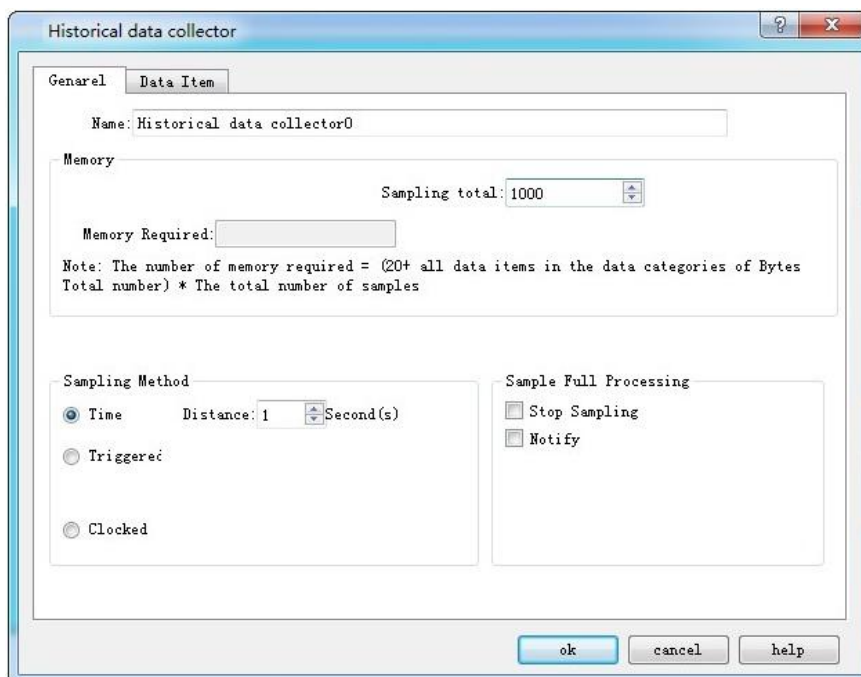 Historical data collector
Genarel
Data Item
Name: Historical data collector0
Memory
Sampling total: 1000
Memory Required:
Note: The number of memory required = (20+ all data items in the data categories of Bytes
Total number) * The total number of samples
Sampling Method
Time Distance: 1 Second(s)
Triggered
Clocked
Sample Full Processing
Stop Sampling
Notify
ok
cancel
help